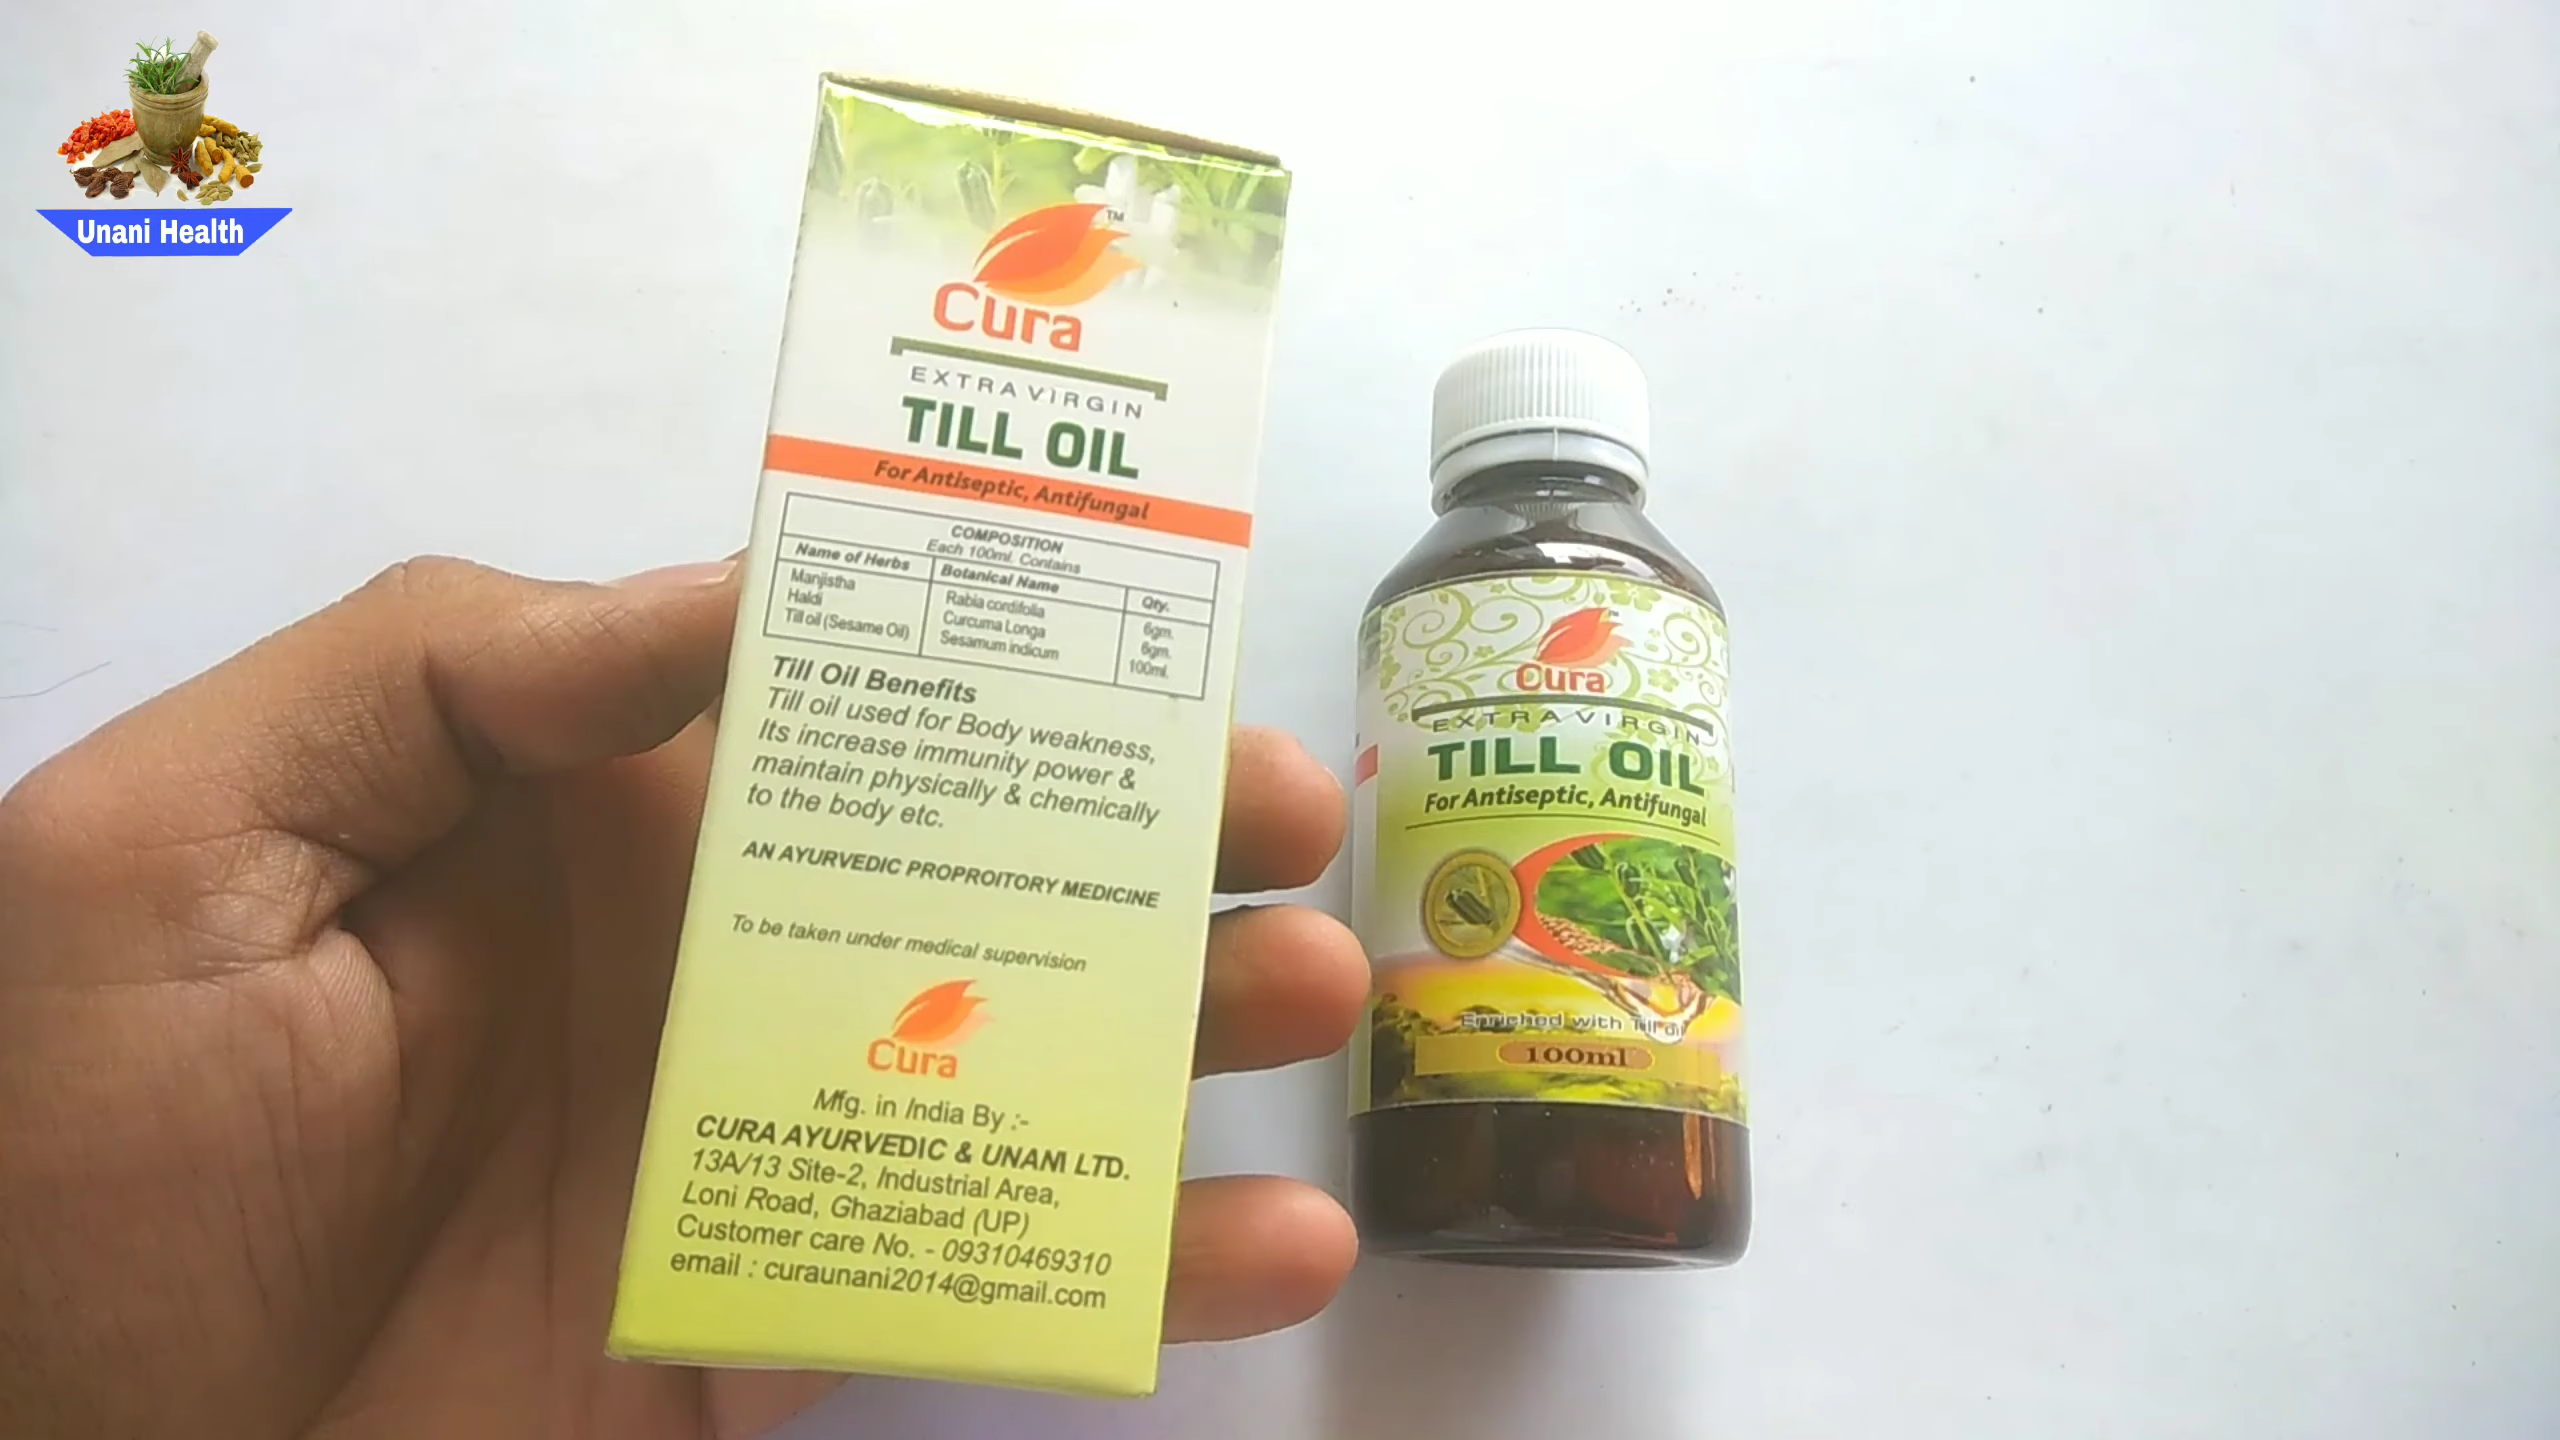 Unani Health
Cura
TM
EXTRA VIRGIN
TILL OIL
For Antiseptic, Antifungal
COMPOSITION
Each 100ml. Contains
Name of Herbs Botanical Name Qty.
Manjistha Rabia cordifolia 6gm.
Haldi Curcuma Longa 6gm.
Till oil (Sesame Oil) Sesamum indicum 100ml.
Till Oil Benefits
Till oil used for Body weakness,
Its increase immunity power &
maintain physically & chemically
to the body etc.
AN AYURVEDIC PROPROITORY MEDICINE
To be taken under medical supervision
Cura
Mfg. in India By :-
CURA AYURVEDIC & UNANI LTD.
13A/13 Site-2, Industrial Area,
Loni Road, Ghaziabad (UP)
Customer care No. - 09310469310
email : curaunani2014@gmail.com
Cura
EXTRA VIRGIN
TILL OIL
For Antiseptic, Antifungal
Enriched with Till oil
100ml